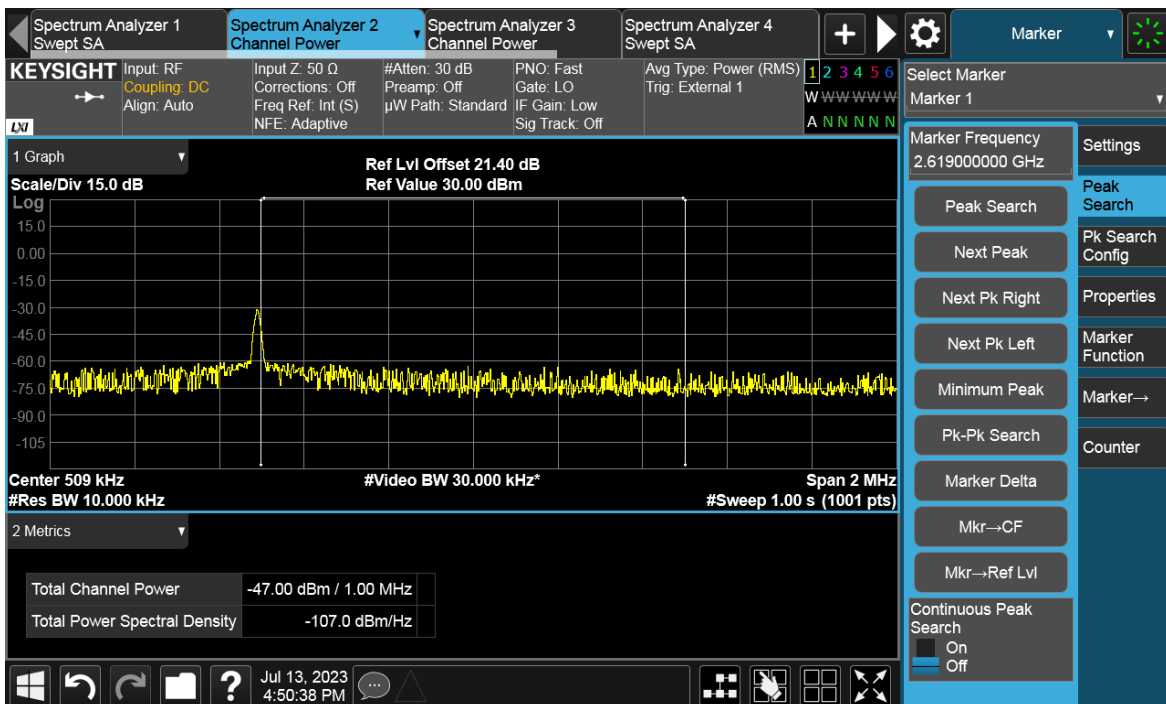 Spectrum Analyzer 1
Swept SA
Spectrum Analyzer 2
Channel Power
Spectrum Analyzer 3
Channel Power
Spectrum Analyzer 4
Swept SA
+
Marker
KEYSIGHT
LXI
Input: RF
Coupling: DC
Align: Auto
Input Z: 50 Ω
Corrections: Off
Freq Ref: Int (S)
NFE: Adaptive
#Atten: 30 dB
Preamp: Off
µW Path: Standard
PNO: Fast
Gate: LO
IF Gain: Low
Sig Track: Off
Avg Type: Power (RMS)
Trig: External 1
1 2 3 4 5 6
W W W W W W
A N N N N N
Select Marker
Marker 1
1 Graph
Scale/Div 15.0 dB
Ref Lvl Offset 21.40 dB
Ref Value 30.00 dBm
Log
15.0
0.00
-15.0
-30.0
-45.0
-60.0
-75.0
-90.0
-105
Center 509 kHz
#Res BW 10.000 kHz
#Video BW 30.000 kHz*
Span 2 MHz
#Sweep 1.00 s (1001 pts)
2 Metrics
Total Channel Power -47.00 dBm / 1.00 MHz
Total Power Spectral Density -107.0 dBm/Hz
Marker Frequency
2.619000000 GHz
Peak Search
Next Peak
Next Pk Right
Next Pk Left
Minimum Peak
Pk-Pk Search
Marker Delta
Mkr→CF
Mkr→Ref Lvl
Continuous Peak
Search
On
Off
Settings
Peak
Search
Pk Search
Config
Properties
Marker
Function
Marker→
Counter
?
Jul 13, 2023
4:50:38 PM